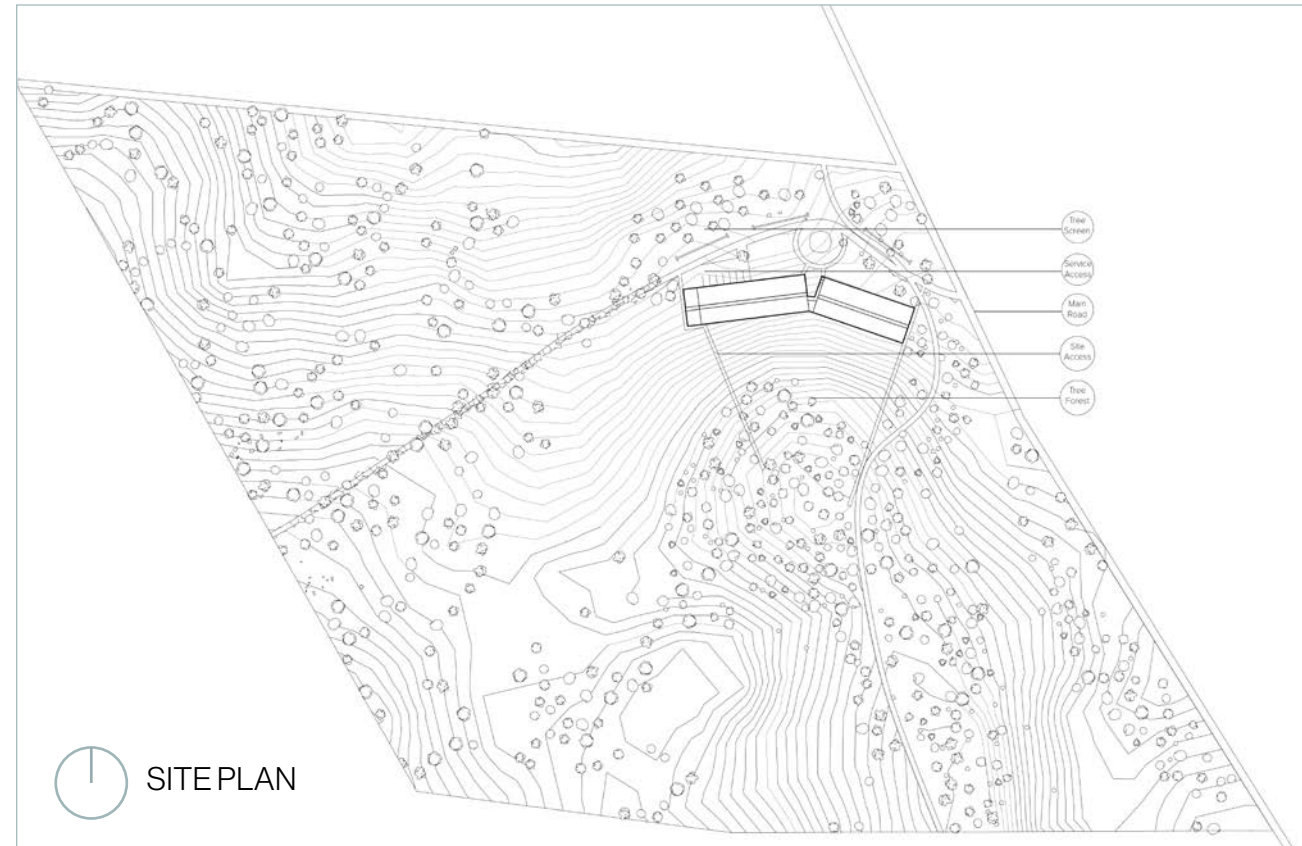 Tree
Screen
Service
Access
Main
Road
Site
Access
Tree
Forest
SITE PLAN